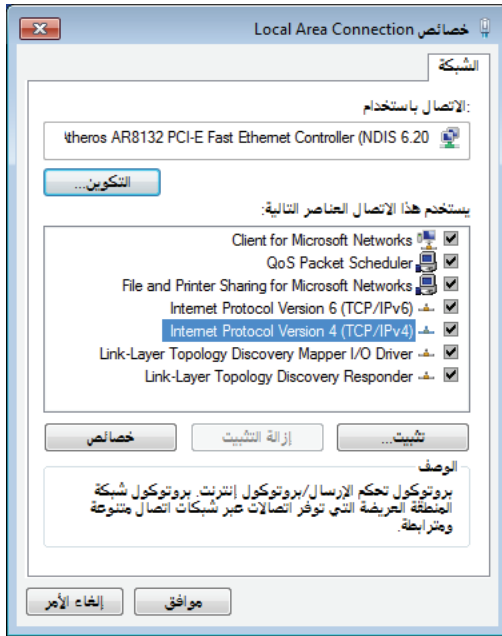 خصائص Local Area Connection
الشبكة
الاتصال باستخدام:
theros AR8132 PCI-E Fast Ethernet Controller (NDIS 6.20
التكوين...
يستخدم هذا الاتصال العناصر التالية:
Client for Microsoft Networks
QoS Packet Scheduler
File and Printer Sharing for Microsoft Networks
Internet Protocol Version 6 (TCP/IPv6)
Internet Protocol Version 4 (TCP/IPv4)
Link-Layer Topology Discovery Mapper I/O Driver
Link-Layer Topology Discovery Responder
تثبيت... إزالة التثبيت خصائص
الوصف
بروتوكول تحكم الإرسال/بروتوكول إنترنت. بروتوكول شبكة
المنطقة العريضة التي توفر اتصالات عبر شبكات اتصال متنوعة
ومترابطة.
موافق إلغاء الأمر